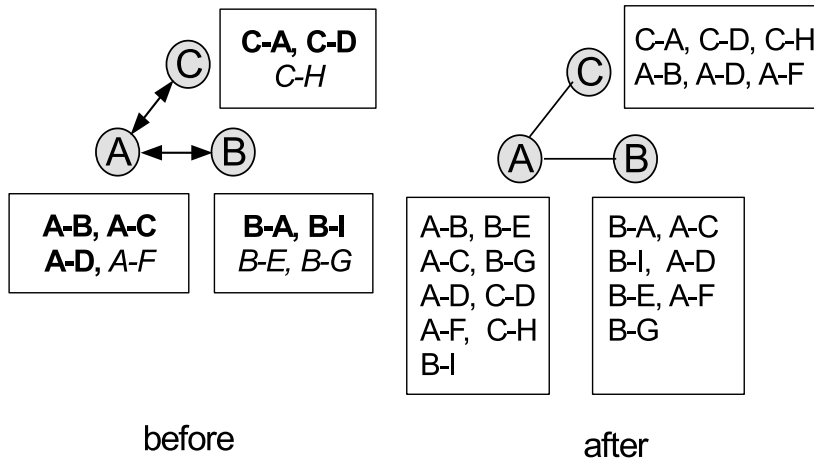 C-A, C-D
C-H
C
A
B
A-B, A-C
A-D, A-F
B-A, B-I
B-E, B-G
before
C-A, C-D, C-H
A-B, A-D, A-F
C
A
B
A-B, B-E
A-C, B-G
A-D, C-D
A-F, C-H
B-I
B-A, A-C
B-I, A-D
B-E, A-F
B-G
after